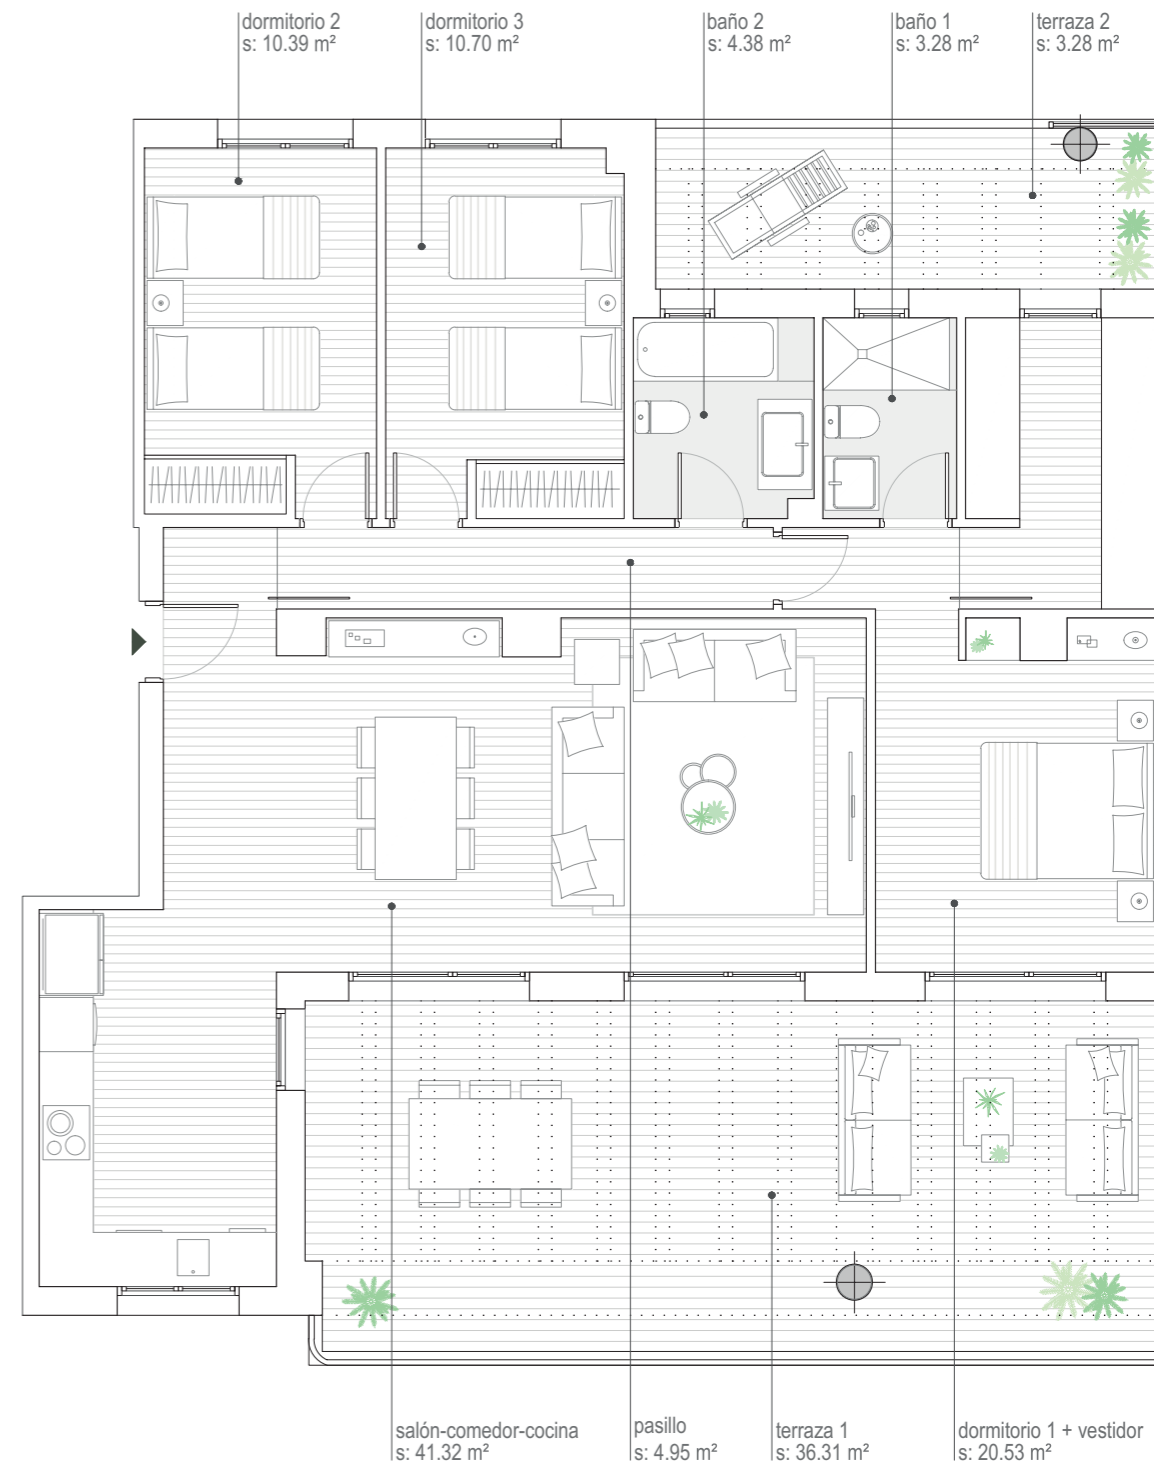 dormitorio 2
s: 10.39 m²
dormitorio 3
s: 10.70 m²
baño 2
s: 4.38 m²
baño 1
s: 3.28 m²
terraza 2
s: 3.28 m²
salón-comedor-cocina
s: 41.32 m²
pasillo
s: 4.95 m²
terraza 1
s: 36.31 m²
dormitorio 1 + vestidor
s: 20.53 m²